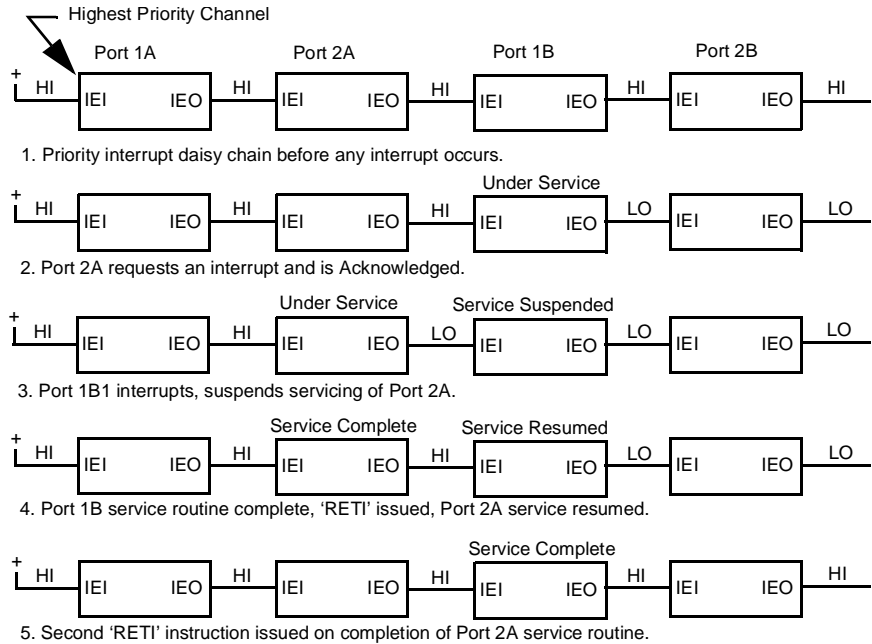 Highest Priority Channel
Port 1A Port 2A Port 1B Port 2B
+ HI IEI IEO HI IEI IEO HI IEI IEO HI IEI IEO HI
1. Priority interrupt daisy chain before any interrupt occurs.
Under Service
+ HI IEI IEO HI IEI IEO HI IEI IEO LO IEI IEO LO
2. Port 2A requests an interrupt and is Acknowledged.
Under Service Service Suspended
+ HI IEI IEO HI IEI IEO LO IEI IEO LO IEI IEO LO
3. Port 1B1 interrupts, suspends servicing of Port 2A.
Service Complete Service Resumed
+ HI IEI IEO HI IEI IEO HI IEI IEO LO IEI IEO LO
4. Port 1B service routine complete, ‘RETI’ issued, Port 2A service resumed.
Service Complete
+ HI IEI IEO HI IEI IEO HI IEI IEO HI IEI IEO HI
5. Second ‘RETI’ instruction issued on completion of Port 2A service routine.